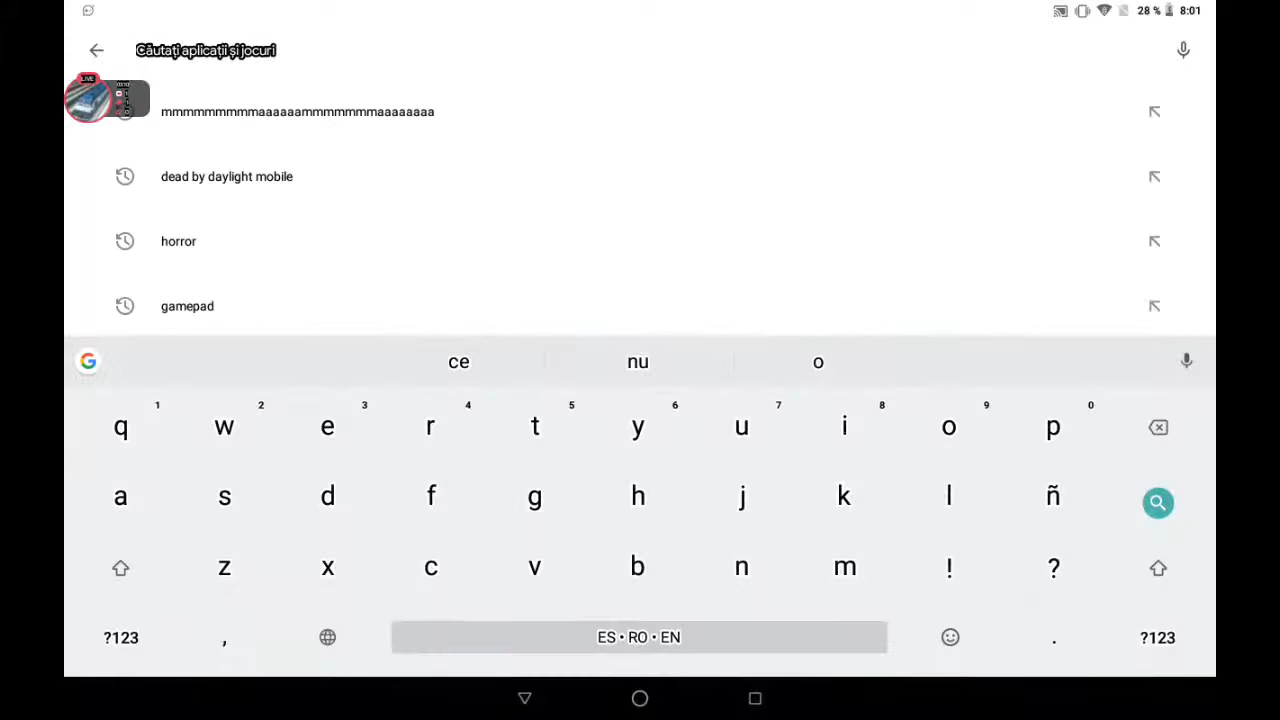 28 % 8:01
Căutați aplicații și jocuri
LIVE
mmmmmmmmmaaaaaammmmmmmaaaaaaaa
dead by daylight mobile
horror
gamepad
G ce nu o
1 2 3 4 5 6 7 8 9 0
q w e r t y u i o p
a s d f g h j k l ñ
z x c v b n m ! ?
?123 , ES • RO • EN . ?123